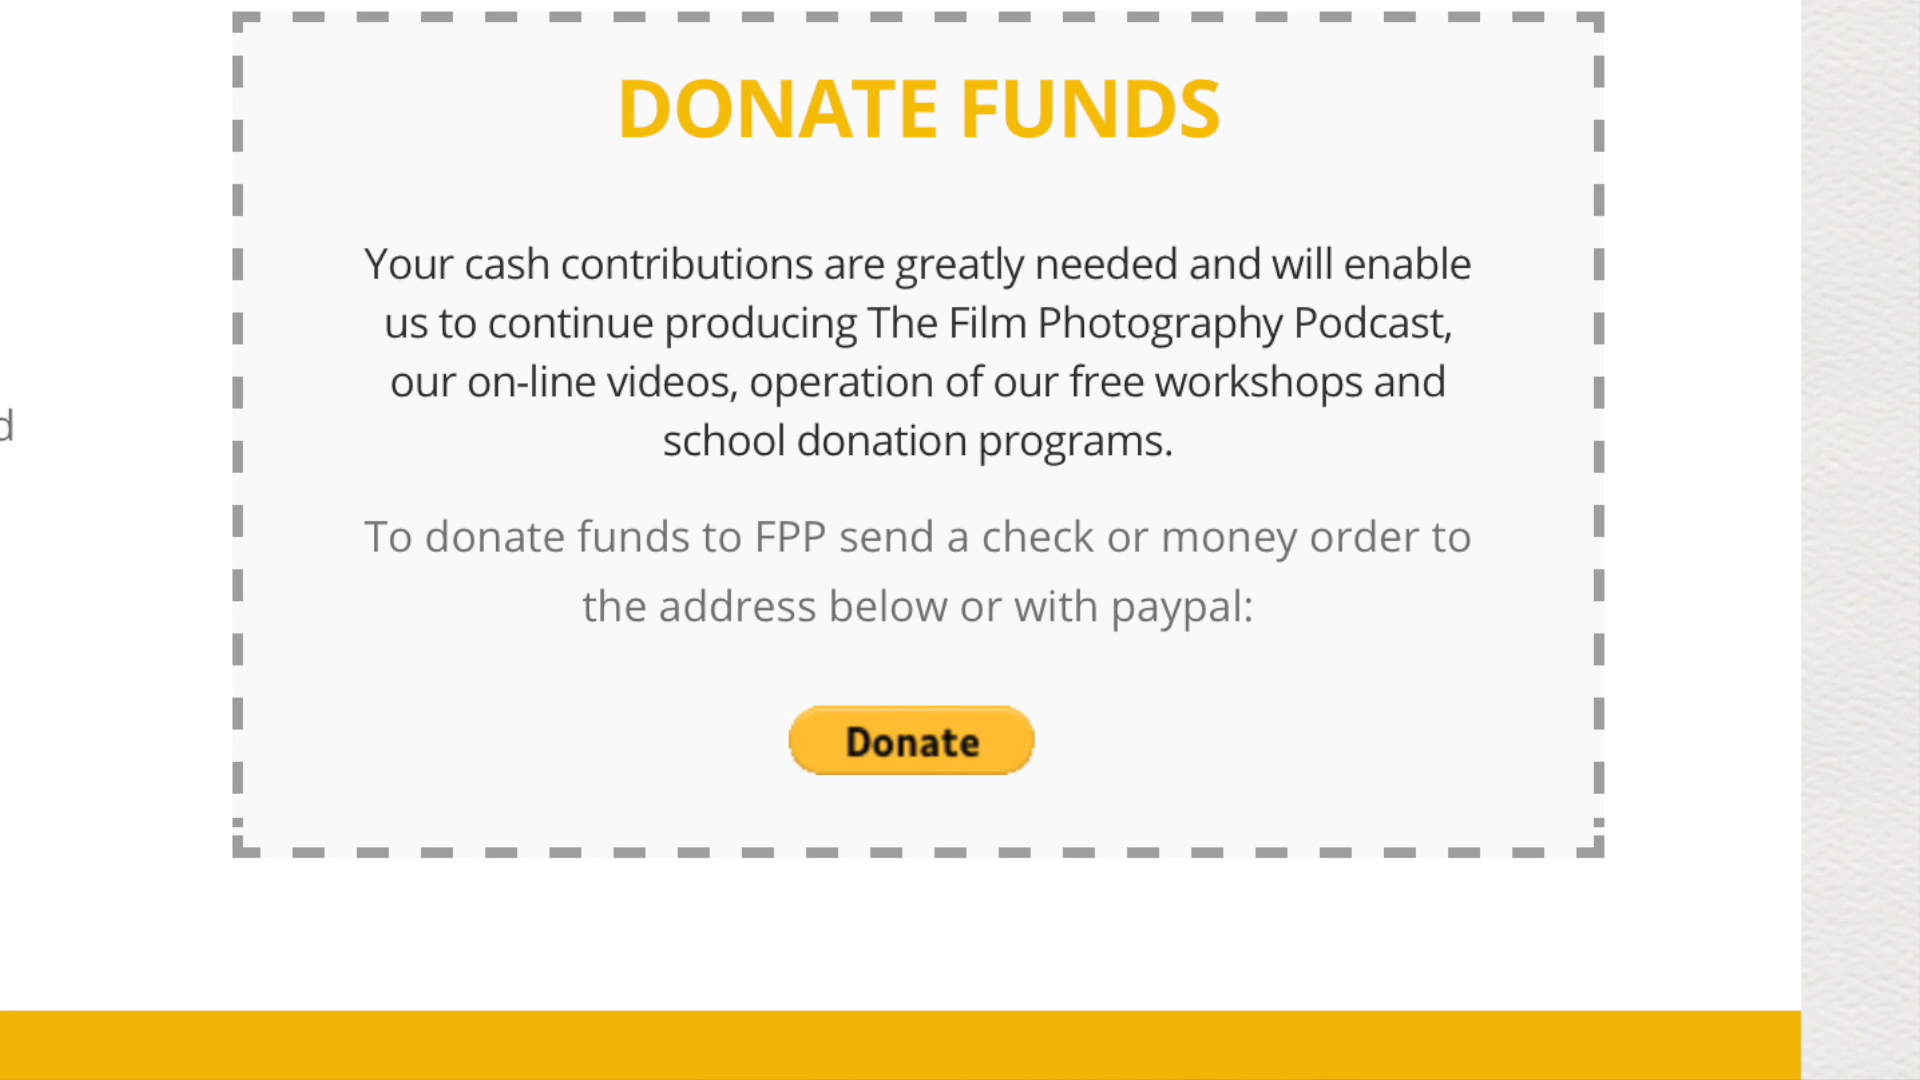 DONATE FUNDS
Your cash contributions are greatly needed and will enable
us to continue producing The Film Photography Podcast,
our on-line videos, operation of our free workshops and
school donation programs.
To donate funds to FPP send a check or money order to
the address below or with paypal:
Donate